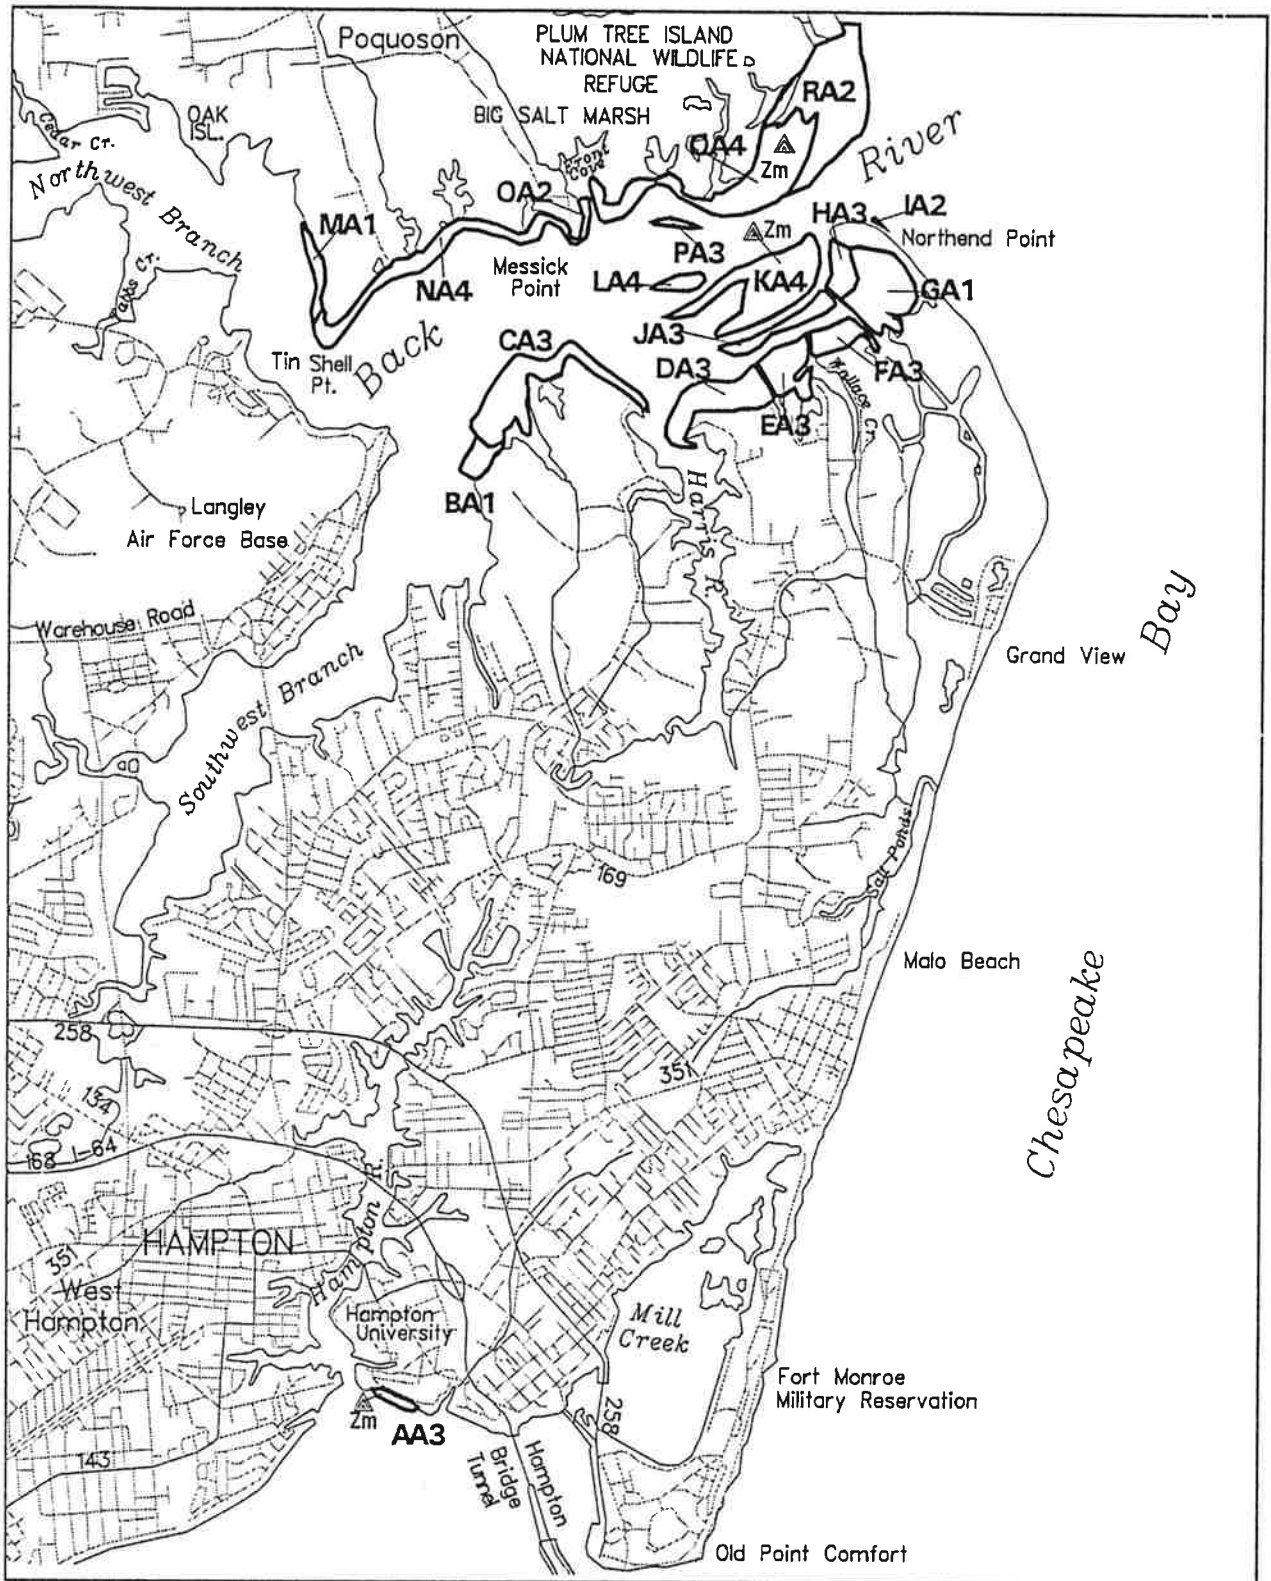 Poquoson
PLUM TREE ISLAND
NATIONAL WILDLIFE
REFUGE
BIG SALT MARSH
RA2
OAK
ISL.
Cedar Cr.
Northwest Branch
River
QA4
Zm
Front
Cove
OA2
HA3
IA2
Northend Point
MA1
Zm
PA3
Tabbs Cr.
NA4
Messick
Point
LA4
KA4
GA1
JA3
CA3
Back
Tin Shell
Pt.
DA3
FA3
Wallace Cr.
EA3
BA1
Harris R.
Langley
Air Force Base
Warehouse Road
Southwest Branch
Grand View
Bay
Salt Ponds
169
Malo Beach
Chesapeake
258
351
134
168 I-64
Hampton R.
HAMPTON
351
West
Hampton
Hampton
University
Mill
Creek
Fort Monroe
Military Reservation
Zm
AA3
258
143
Hampton
Bridge
Tunnel
Old Point Comfort